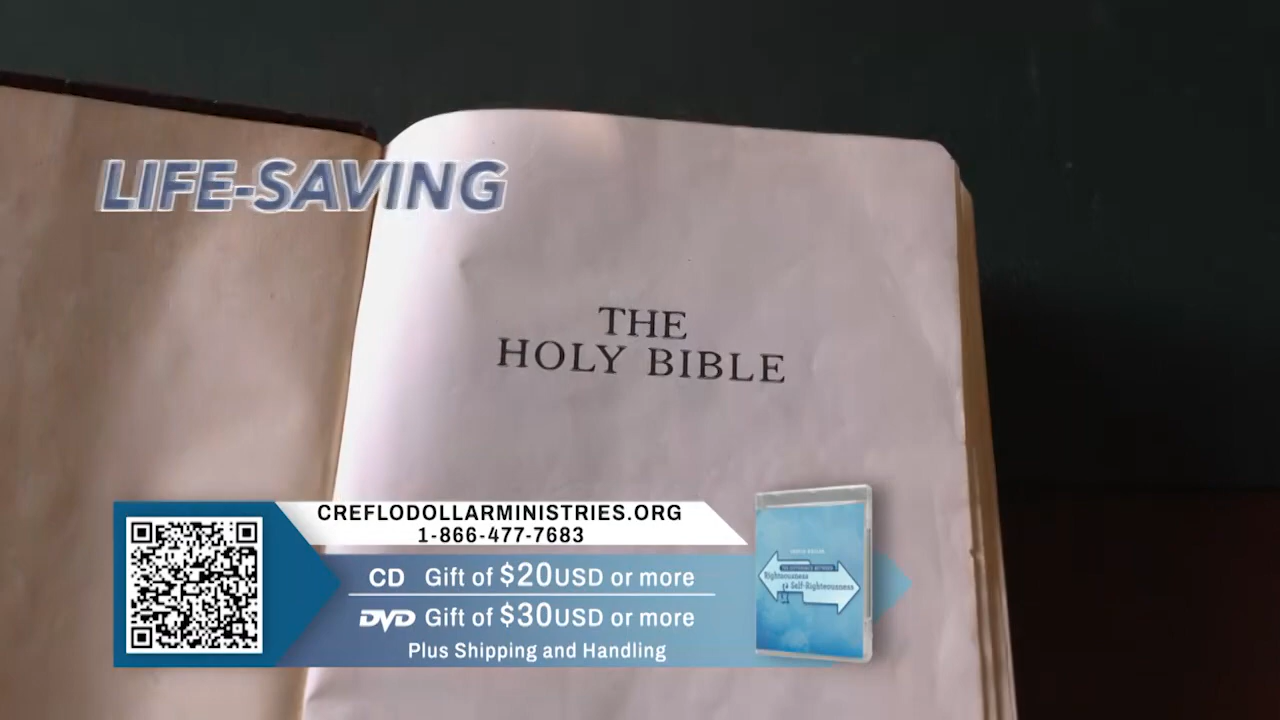 LIFE-SAVING
THE
HOLY BIBLE
CREFLODOLLARMINISTRIES.ORG
1-866-477-7683
CD Gift of $20USD or more
DVD Gift of $30USD or more
Plus Shipping and Handling
Righteousness
Self-Righteousness